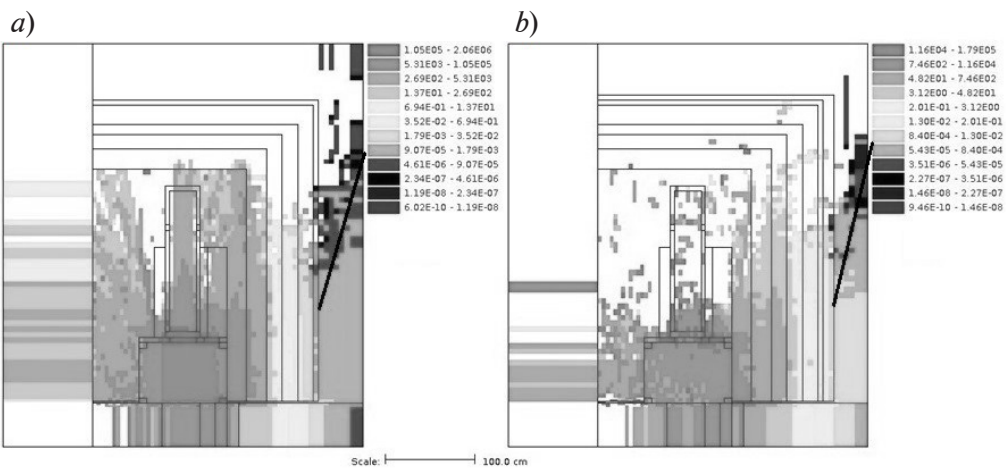 a)
b)
1.05E05 - 2.06E06
5.31E03 - 1.05E05
2.69E02 - 5.31E03
1.37E01 - 2.69E02
6.94E-01 - 1.37E01
3.52E-02 - 6.94E-01
1.79E-03 - 3.52E-02
9.07E-05 - 1.79E-03
4.61E-06 - 9.07E-05
2.34E-07 - 4.61E-06
1.19E-08 - 2.34E-07
6.02E-10 - 1.19E-08
1.16E04 - 1.79E05
7.46E02 - 1.16E04
4.82E01 - 7.46E02
3.12E00 - 4.82E01
2.01E-01 - 3.12E00
1.30E-02 - 2.01E-01
8.40E-04 - 1.30E-02
5.43E-05 - 8.40E-04
3.51E-06 - 5.43E-05
2.27E-07 - 3.51E-06
1.46E-08 - 2.27E-07
9.46E-10 - 1.46E-08
Scale: 100.0 cm